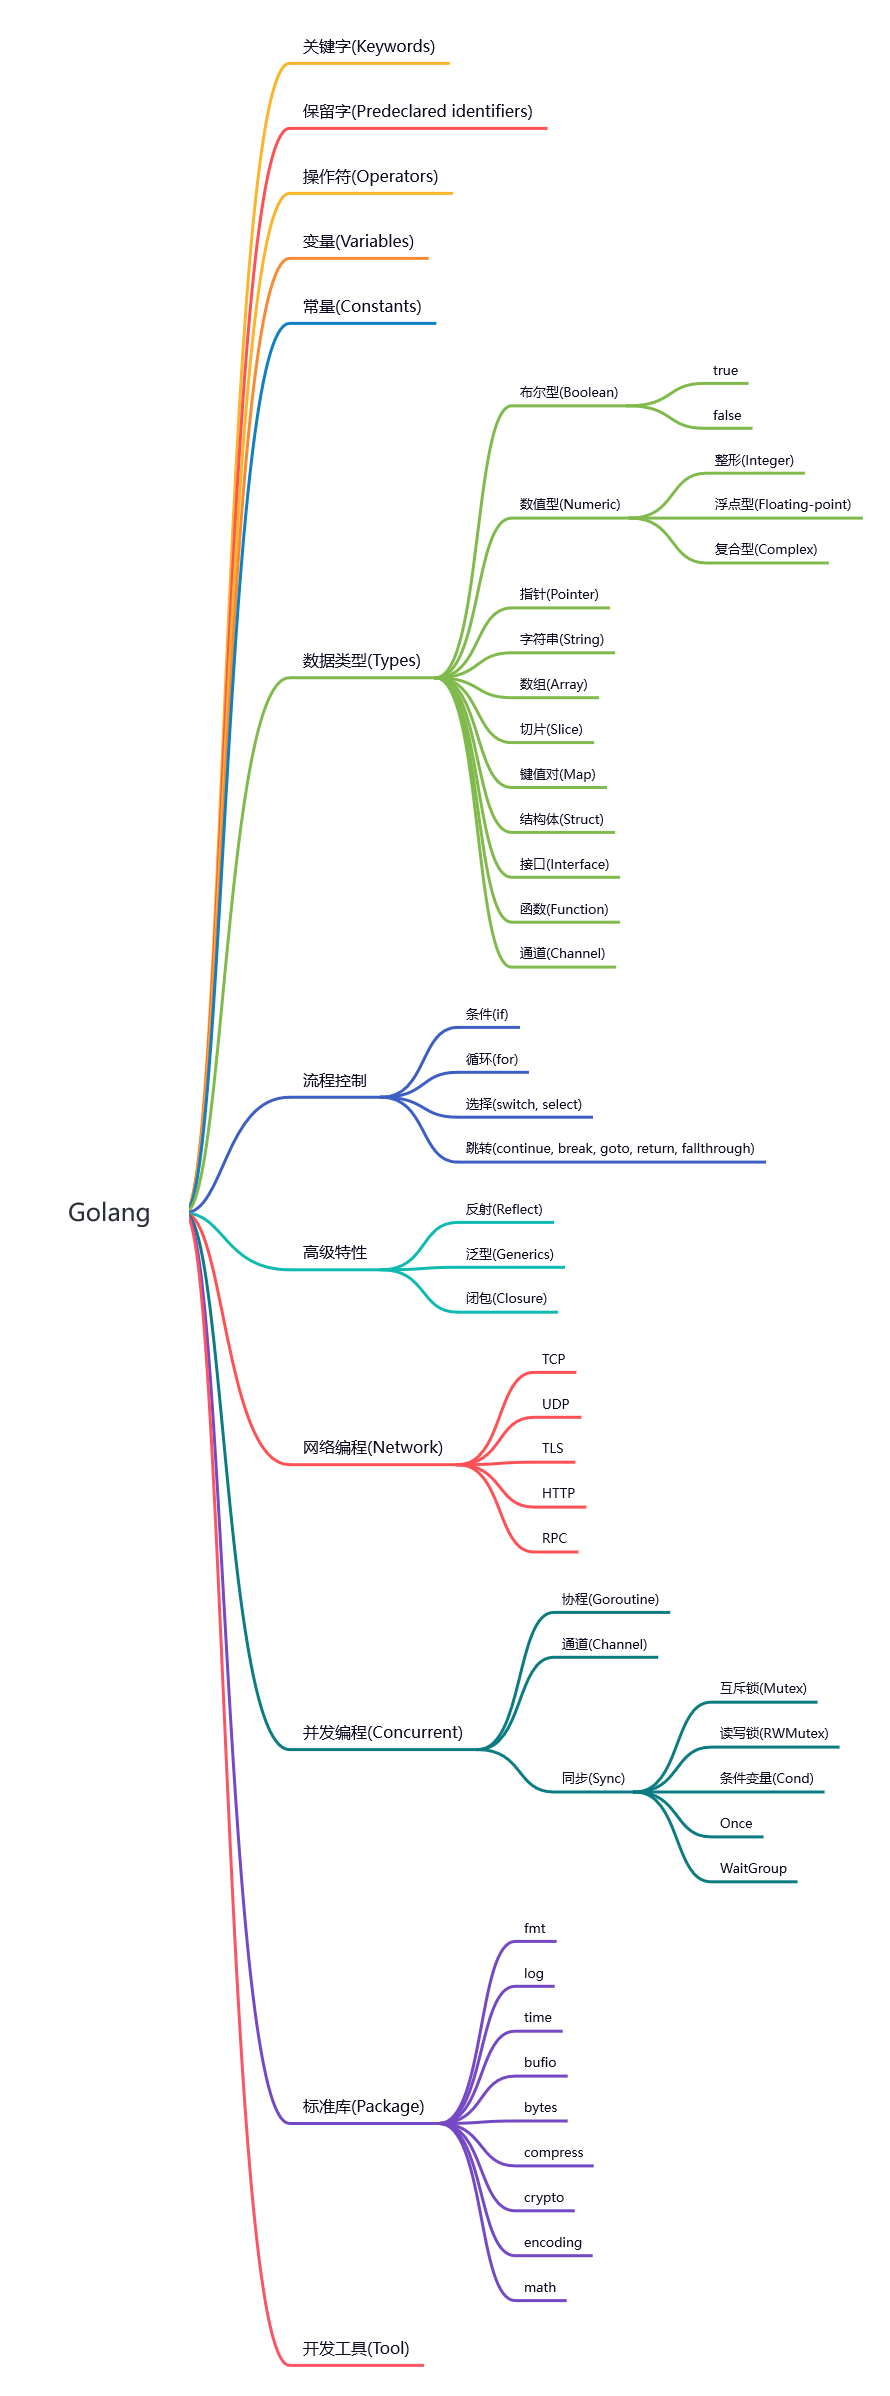 Golang
关键字(Keywords)
保留字(Predeclared identifiers)
操作符(Operators)
变量(Variables)
常量(Constants)
数据类型(Types)
布尔型(Boolean)
true
false
数值型(Numeric)
整形(Integer)
浮点型(Floating-point)
复合型(Complex)
指针(Pointer)
字符串(String)
数组(Array)
切片(Slice)
键值对(Map)
结构体(Struct)
接口(Interface)
函数(Function)
通道(Channel)
流程控制
条件(if)
循环(for)
选择(switch, select)
跳转(continue, break, goto, return, fallthrough)
高级特性
反射(Reflect)
泛型(Generics)
闭包(Closure)
网络编程(Network)
TCP
UDP
TLS
HTTP
RPC
并发编程(Concurrent)
协程(Goroutine)
通道(Channel)
同步(Sync)
互斥锁(Mutex)
读写锁(RWMutex)
条件变量(Cond)
Once
WaitGroup
标准库(Package)
fmt
log
time
bufio
bytes
compress
crypto
encoding
math
开发工具(Tool)